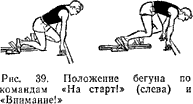 Рис. 39. Положение бегуна по
командам «На старт!» (слева) и
«Внимание!»